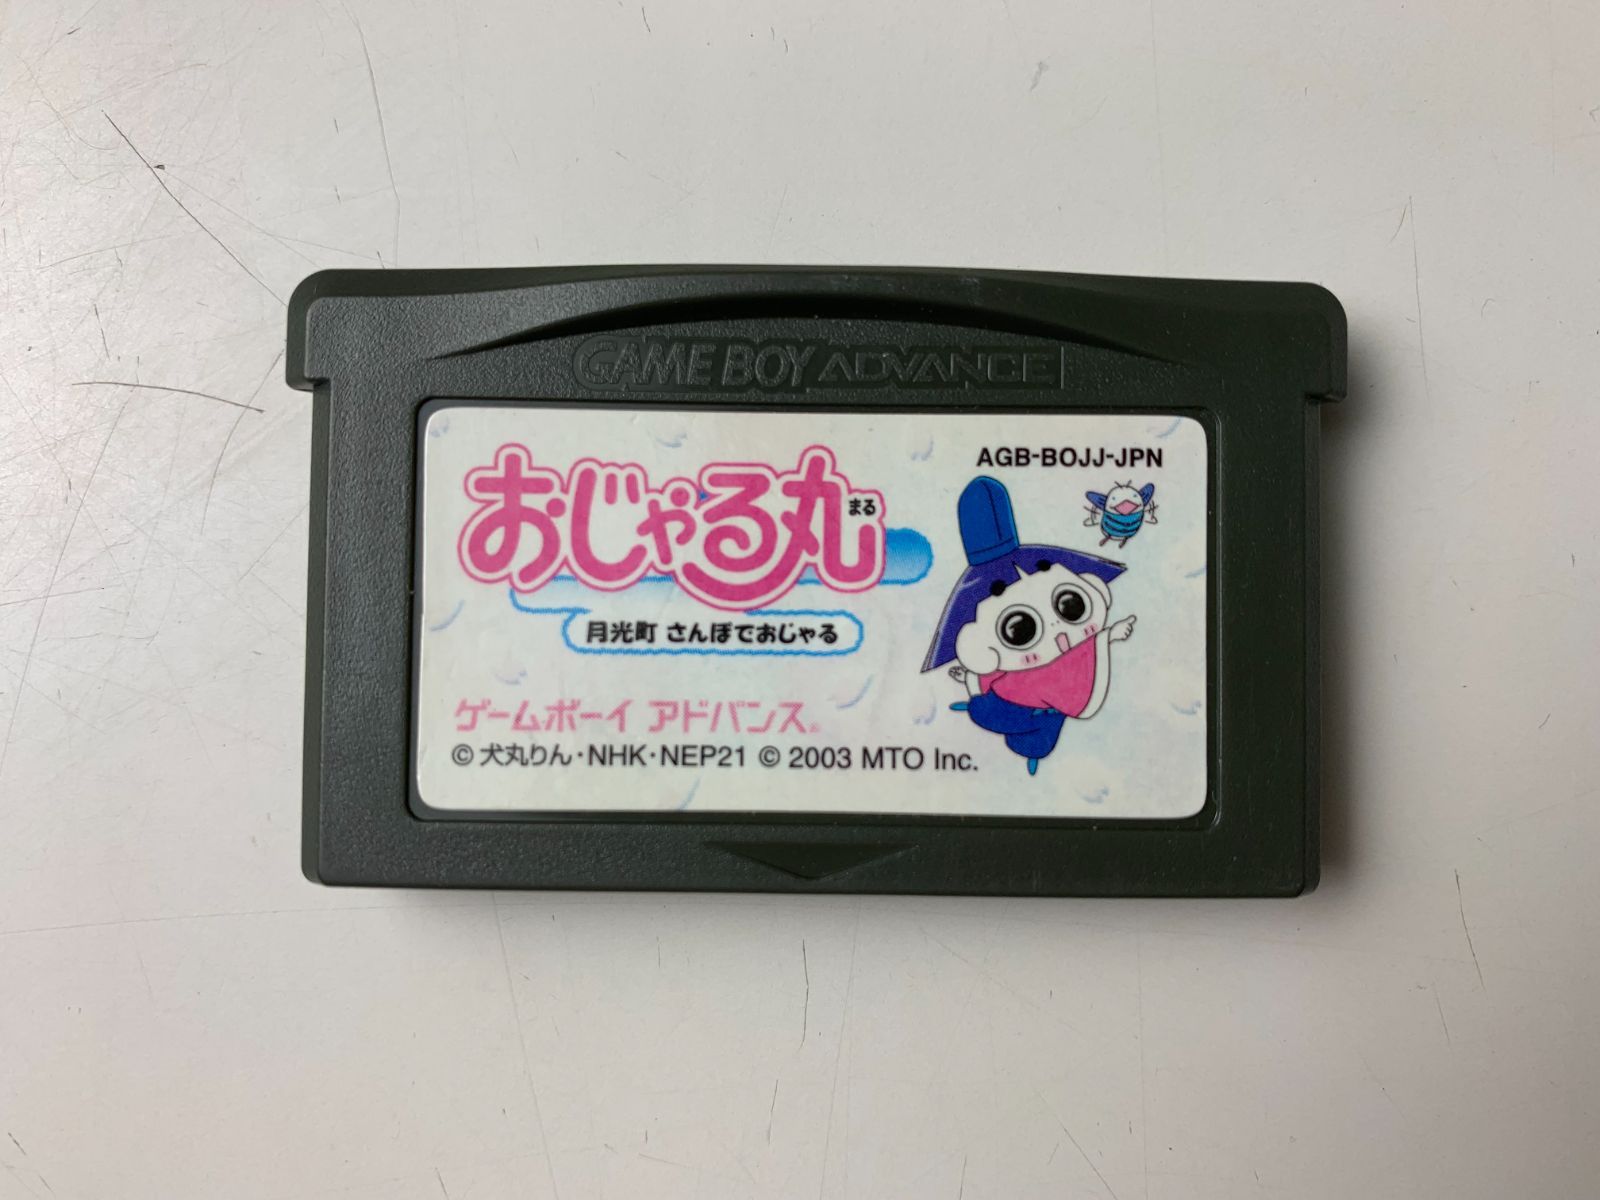 GAME BOY ADVANCE
AGB-BOJJ-JPN
おじゃる丸
まる
月光町 さんぽでおじゃる
ゲームボーイ アドバンス®
© 犬丸りん・NHK・NEP21 © 2003 MTO Inc.